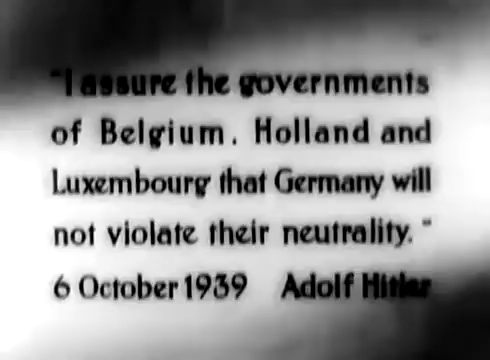 "I assure the governments
of Belgium, Holland and
Luxembourg that Germany will
not violate their neutrality."
6 October 1939 Adolf Hitler